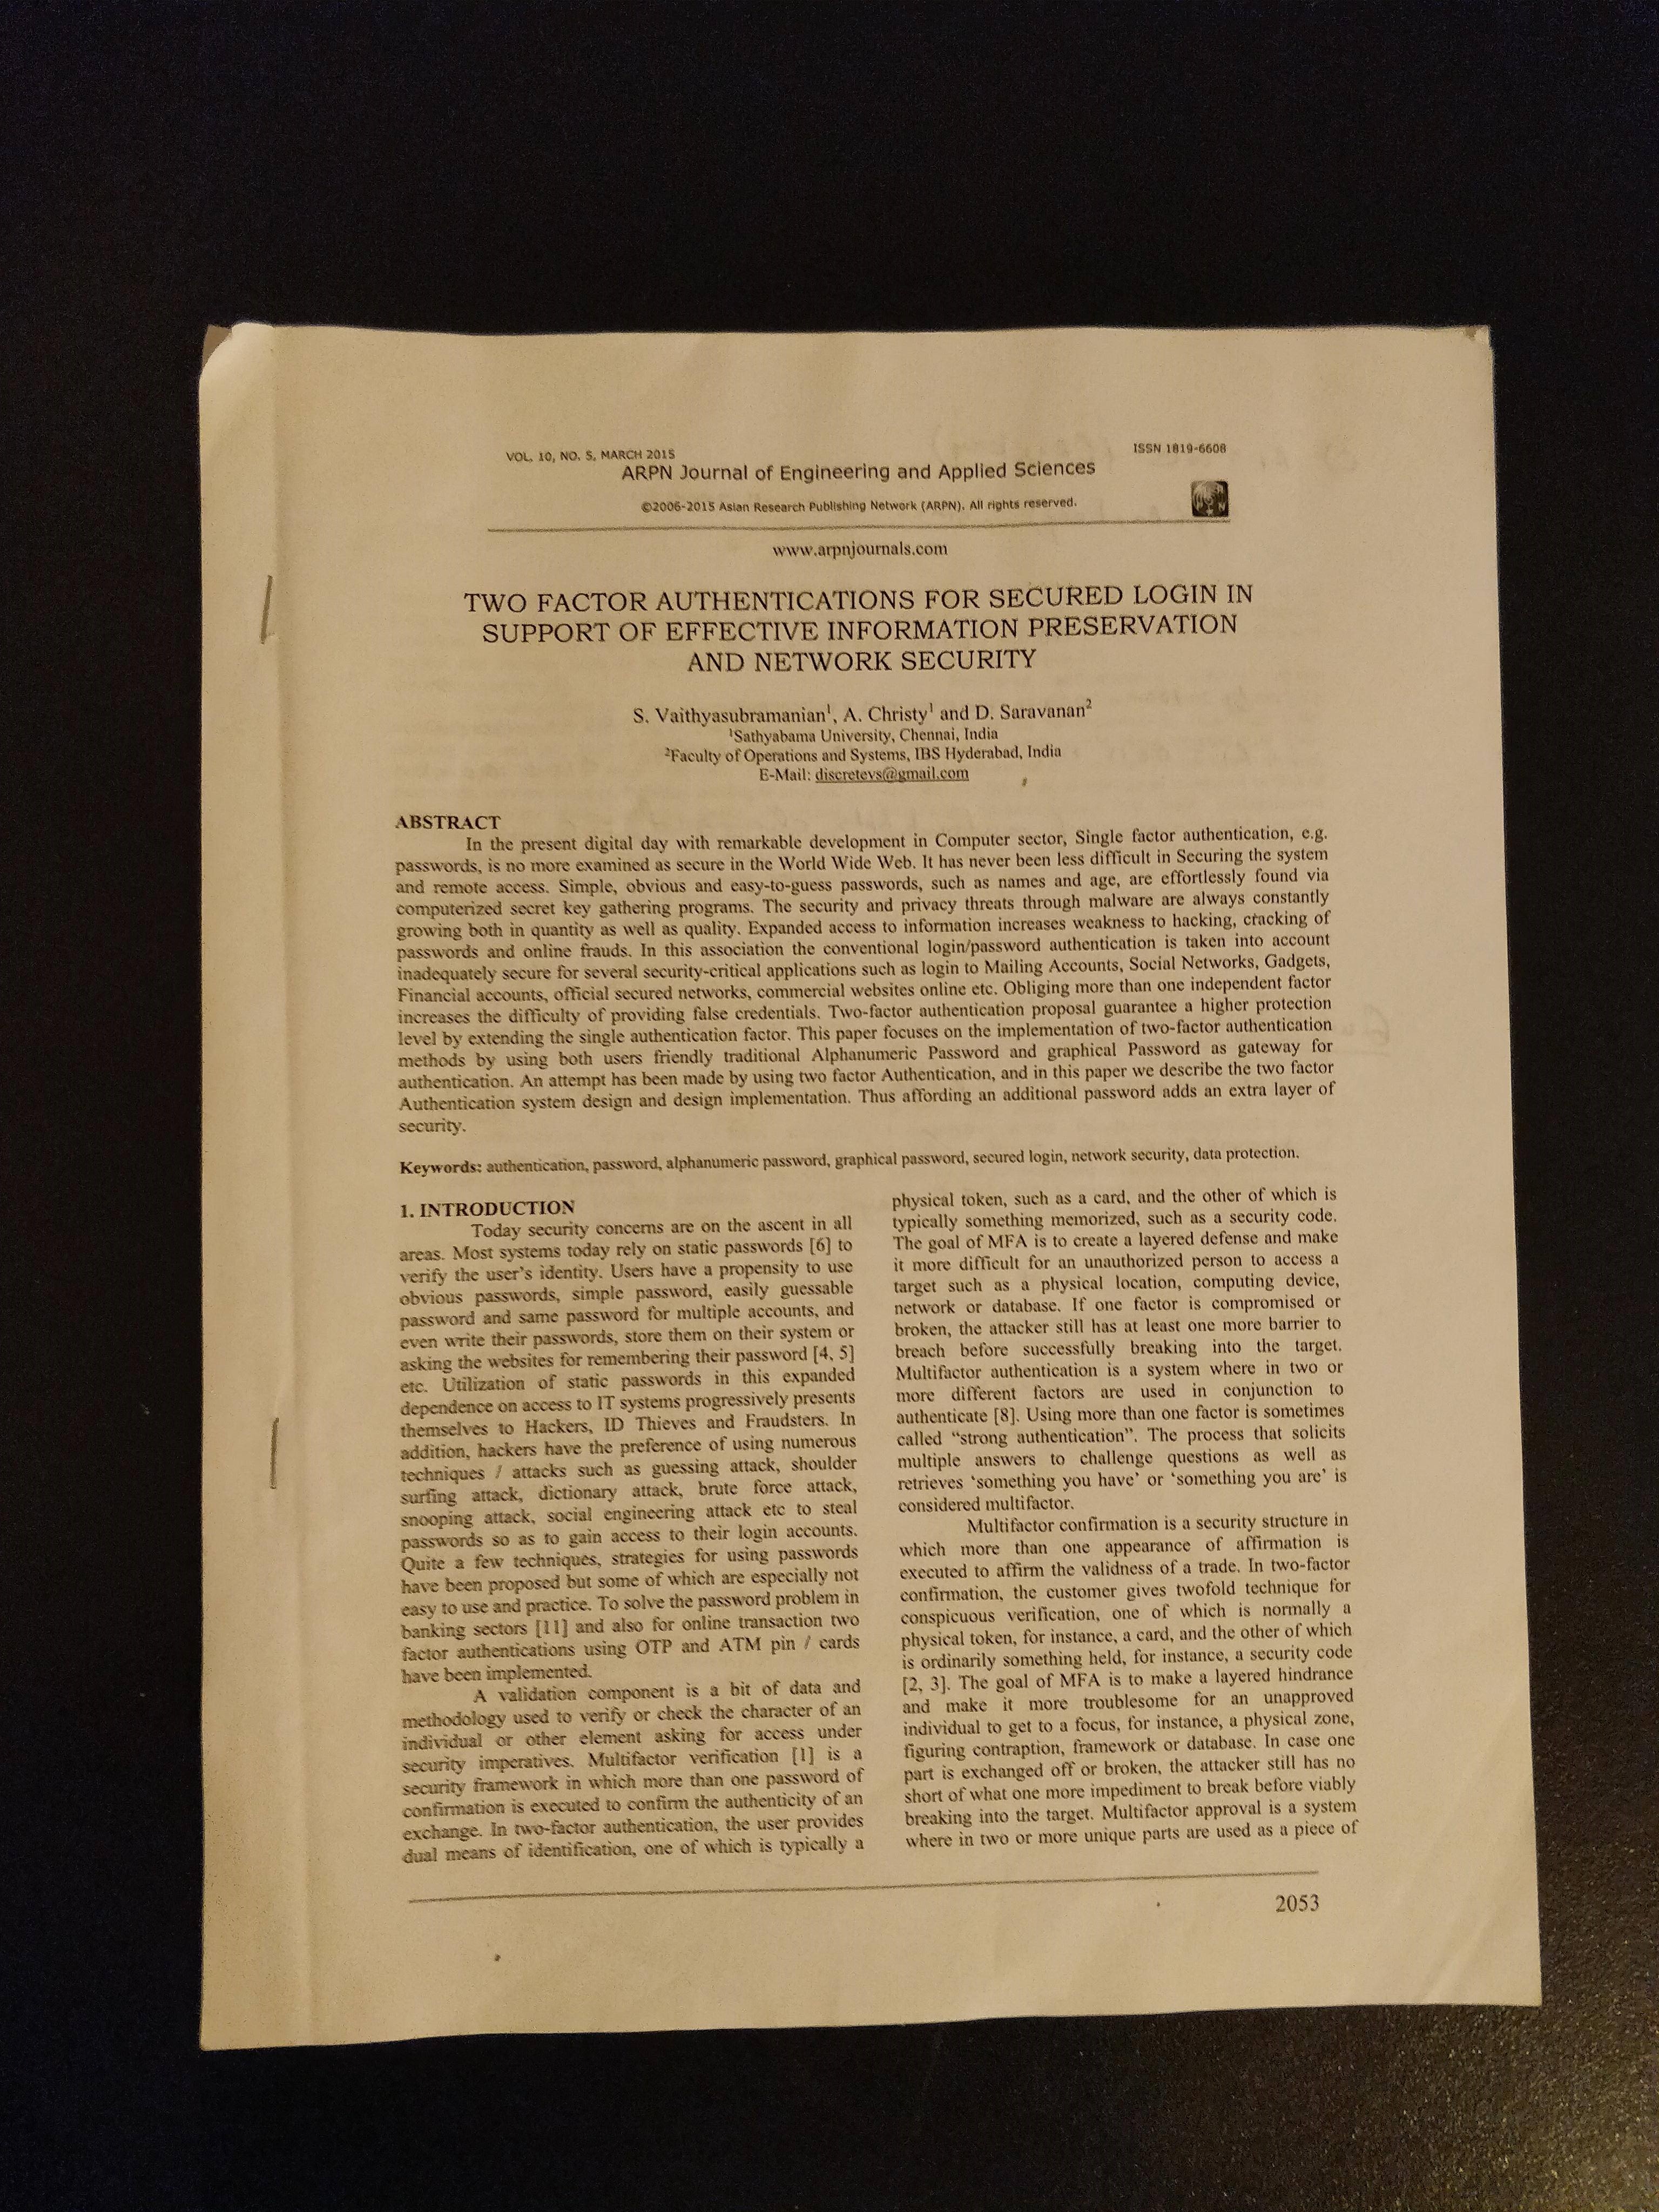 VOL. 10, NO. 5, MARCH 2015
ISSN 1819-6608
ARPN Journal of Engineering and Applied Sciences
©2006-2015 Asian Research Publishing Network (ARPN). All rights reserved.
www.arpnjournals.com
TWO FACTOR AUTHENTICATIONS FOR SECURED LOGIN IN
SUPPORT OF EFFECTIVE INFORMATION PRESERVATION
AND NETWORK SECURITY
S. Vaithyasubramanian¹, A. Christy¹ and D. Saravanan²
¹Sathyabama University, Chennai, India
²Faculty of Operations and Systems, IBS Hyderabad, India
E-Mail: discretevs@gmail.com
ABSTRACT
In the present digital day with remarkable development in Computer sector, Single factor authentication, e.g.
passwords, is no more examined as secure in the World Wide Web. It has never been less difficult in Securing the system
and remote access. Simple, obvious and easy-to-guess passwords, such as names and age, are effortlessly found via
computerized secret key gathering programs. The security and privacy threats through malware are always constantly
growing both in quantity as well as quality. Expanded access to information increases weakness to hacking, cracking of
passwords and online frauds. In this association the conventional login/password authentication is taken into account
inadequately secure for several security-critical applications such as login to Mailing Accounts, Social Networks, Gadgets,
Financial accounts, official secured networks, commercial websites online etc. Obliging more than one independent factor
increases the difficulty of providing false credentials. Two-factor authentication proposal guarantee a higher protection
level by extending the single authentication factor. This paper focuses on the implementation of two-factor authentication
methods by using both users friendly traditional Alphanumeric Password and graphical Password as gateway for
authentication. An attempt has been made by using two factor Authentication, and in this paper we describe the two factor
Authentication system design and design implementation. Thus affording an additional password adds an extra layer of
security.
Keywords: authentication, password, alphanumeric password, graphical password, secured login, network security, data protection.
1. INTRODUCTION
Today security concerns are on the ascent in all
areas. Most systems today rely on static passwords [6] to
verify the user's identity. Users have a propensity to use
obvious passwords, simple password, easily guessable
password and same password for multiple accounts, and
even write their passwords, store them on their system or
asking the websites for remembering their password [4, 5]
etc. Utilization of static passwords in this expanded
dependence on access to IT systems progressively presents
themselves to Hackers, ID Thieves and Fraudsters. In
addition, hackers have the preference of using numerous
techniques / attacks such as guessing attack, shoulder
surfing attack, dictionary attack, brute force attack,
snooping attack, social engineering attack etc to steal
passwords so as to gain access to their login accounts.
Quite a few techniques, strategies for using passwords
have been proposed but some of which are especially not
easy to use and practice. To solve the password problem in
banking sectors [11] and also for online transaction two
factor authentications using OTP and ATM pin / cards
have been implemented.
A validation component is a bit of data and
methodology used to verify or check the character of an
individual or other element asking for access under
security imperatives. Multifactor verification [1] is a
security framework in which more than one password of
confirmation is executed to confirm the authenticity of an
exchange. In two-factor authentication, the user provides
dual means of identification, one of which is typically a
physical token, such as a card, and the other of which is
typically something memorized, such as a security code.
The goal of MFA is to create a layered defense and make
it more difficult for an unauthorized person to access a
target such as a physical location, computing device,
network or database. If one factor is compromised or
broken, the attacker still has at least one more barrier to
breach before successfully breaking into the target.
Multifactor authentication is a system where in two or
more different factors are used in conjunction to
authenticate [8]. Using more than one factor is sometimes
called “strong authentication”. The process that solicits
multiple answers to challenge questions as well as
retrieves ‘something you have’ or ‘something you are’ is
considered multifactor.
Multifactor confirmation is a security structure in
which more than one appearance of affirmation is
executed to affirm the validness of a trade. In two-factor
confirmation, the customer gives twofold technique for
conspicuous verification, one of which is normally a
physical token, for instance, a card, and the other of which
is ordinarily something held, for instance, a security code
[2, 3]. The goal of MFA is to make a layered hindrance
and make it more troublesome for an unapproved
individual to get to a focus, for instance, a physical zone,
figuring contraption, framework or database. In case one
part is exchanged off or broken, the attacker still has no
short of what one more impediment to break before viably
breaking into the target. Multifactor approval is a system
where in two or more unique parts are used as a piece of
2053